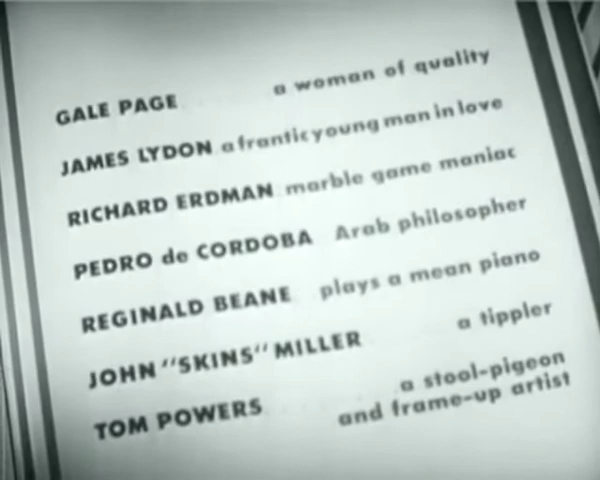 GALE PAGE a woman of quality
JAMES LYDON a frantic young man in love
RICHARD ERDMAN marble game maniac
PEDRO de CORDOBA Arab philosopher
REGINALD BEANE plays a mean piano
JOHN "SKINS" MILLER a tippler
TOM POWERS a stool-pigeon
and frame-up artist